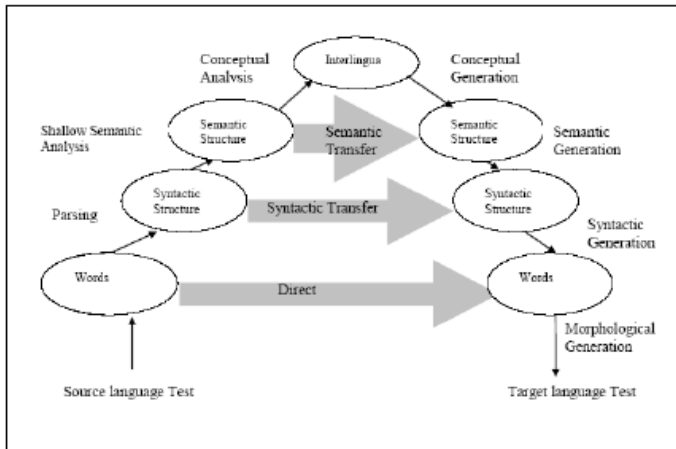 Conceptual
Analysis
Interlingua
Conceptual
Generation
Shallow Semantic
Analysis
Semantic
Structure
Semantic
Transfer
Semantic
Structure
Semantic
Generation
Parsing
Syntactic
Structure
Syntactic Transfer
Syntactic
Structure
Syntactic
Generation
Words
Direct
Words
Morphological
Generation
Source language Test
Target language Test